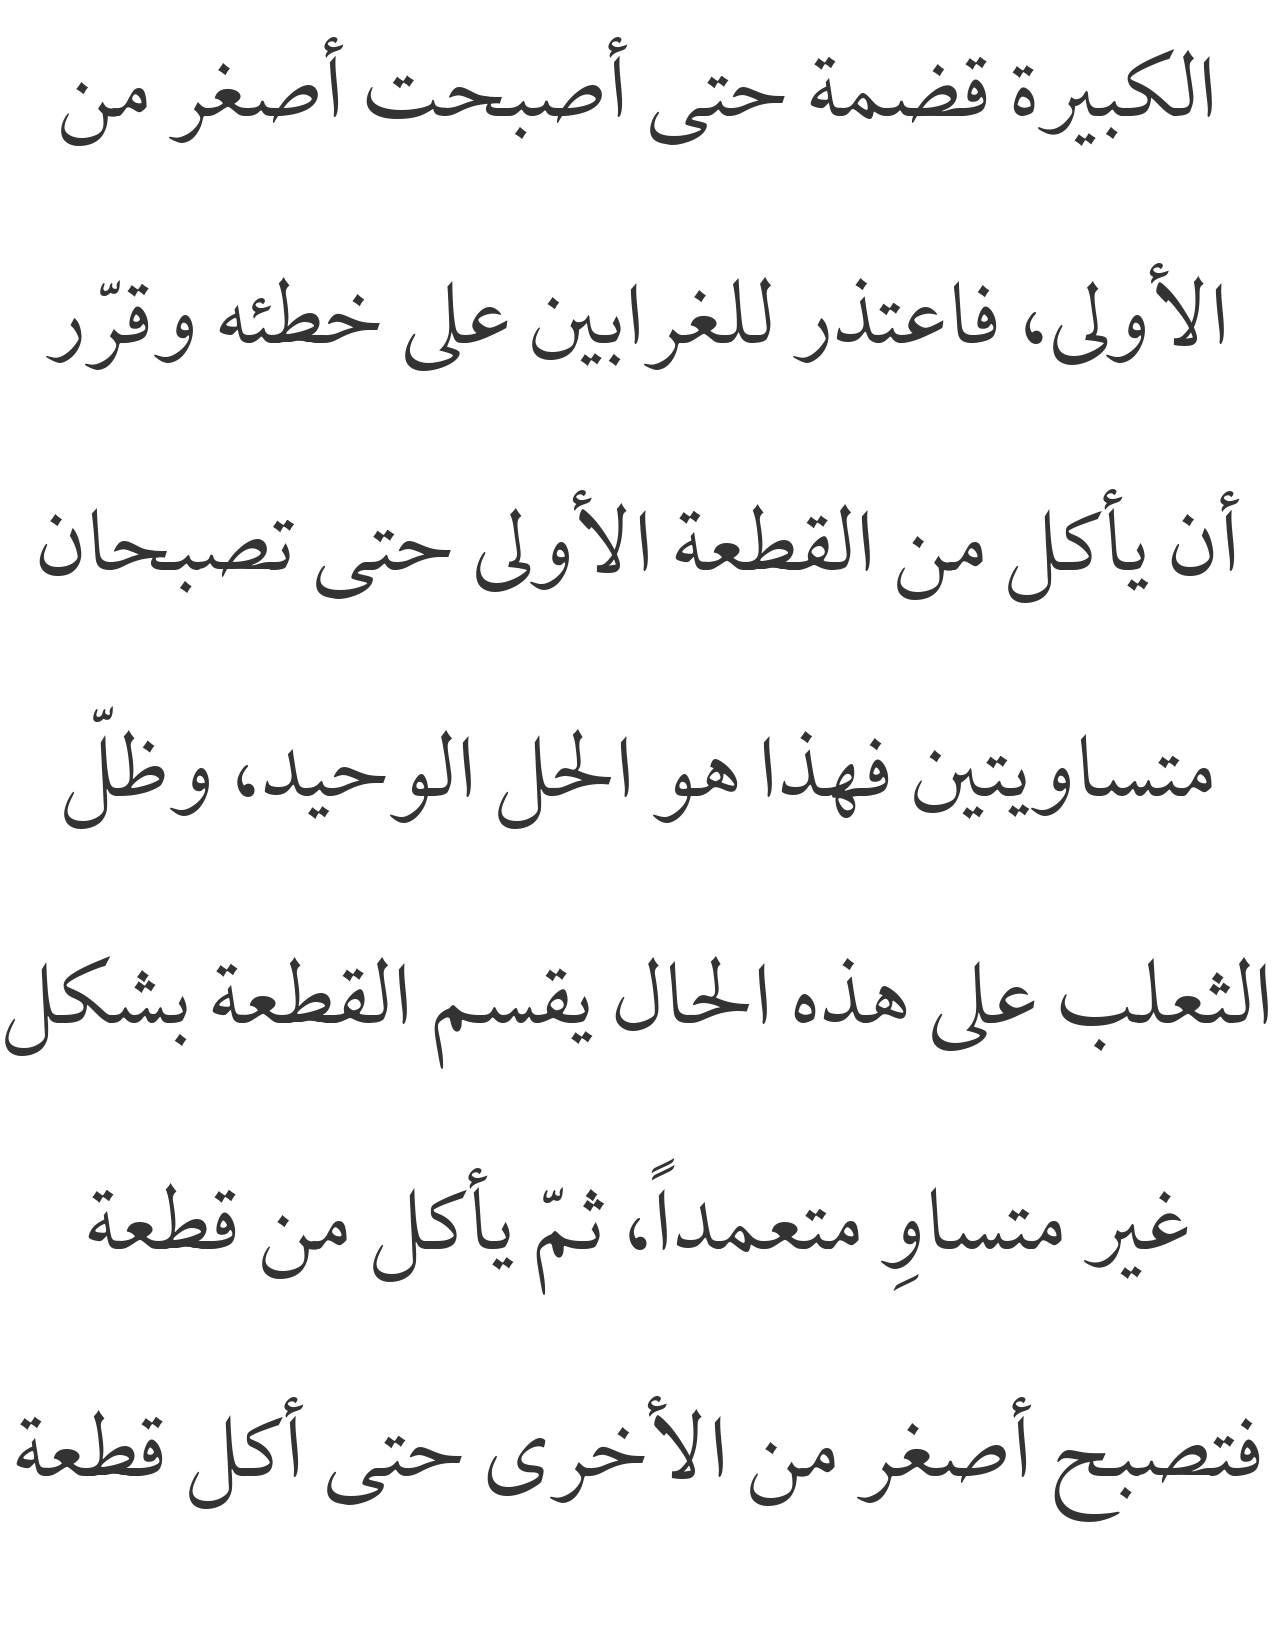 الكبيرة قضمة حتى أصبحت أصغر من
الأولى، فاعتذر للغرابين على خطئه وقرّر
أن يأكل من القطعة الأولى حتى تصبحان
متساويتين فهذا هو الحل الوحيد، وظلّ
الثعلب على هذه الحال يقسم القطعة بشكل
غير متساوِ متعمداً، ثمّ يأكل من قطعة
فتصبح أصغر من الأخرى حتى أكل قطعة